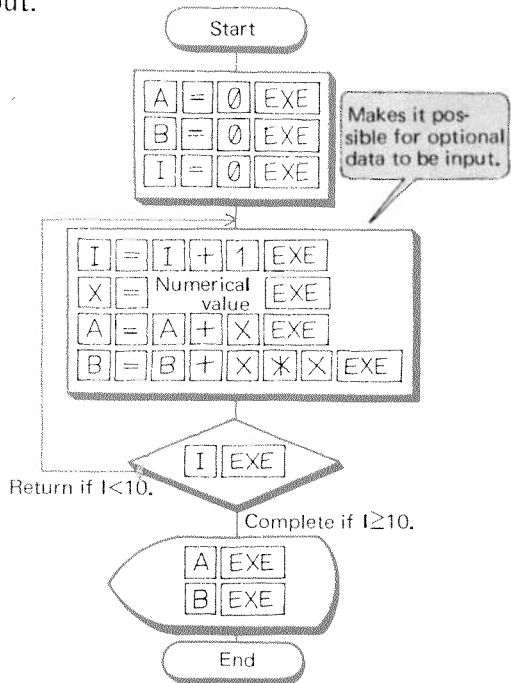 out.
Start
A = 0 EXE
B = 0 EXE
I = 0 EXE
Makes it pos-
sible for optional
data to be input.
I = I + 1 EXE
X = Numerical value EXE
A = A + X EXE
B = B + X * X EXE
I EXE
Return if I<10.
Complete if I≥10.
A EXE
B EXE
End